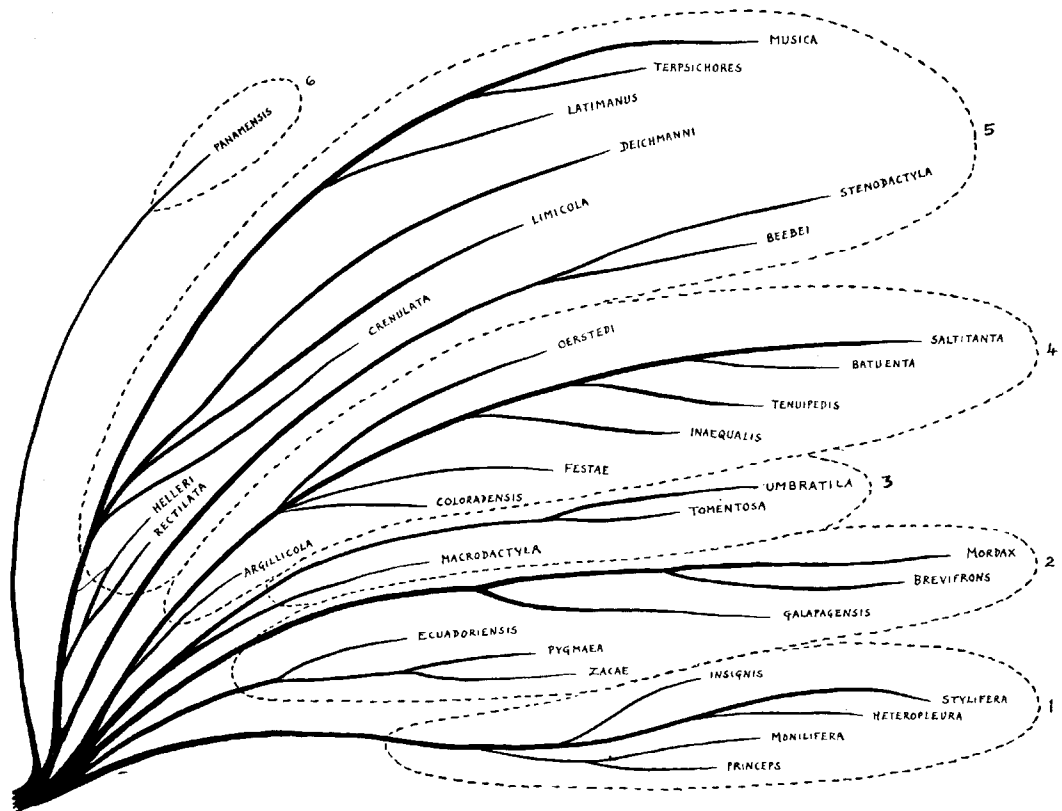 MUSICA
TERPSICHORES
6
LATIMANUS
PANAMENSIS
5
DEICHMANNI
STENODACTYLA
LIMICOLA
BEEBEI
CRENULATA
OERSTEDI
SALTITANTA
4
BATUENTA
TENUIPEDIS
INAEQUALIS
FESTAE
HELLERI
UMBRATILA
3
RECTILATA
COLORADENSIS
TOMENTOSA
ARGILLICOLA
MACRODACTYLA
MORDAX
2
BREVIFRONS
GALAPAGENSIS
ECUADORIENSIS
PYGMAEA
ZACAE
INSIGNIS
STYLIFERA
1
HETEROPLEURA
MONILIFERA
PRINCEPS